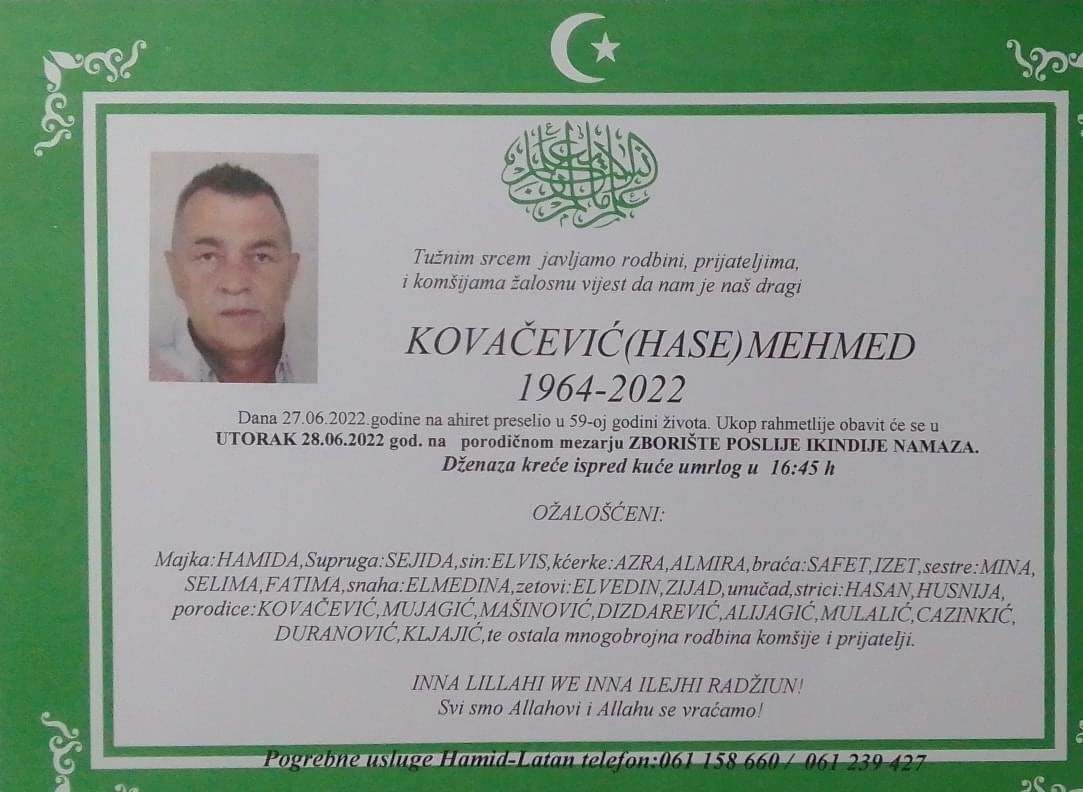 Tužnim srcem javljamo rodbini, prijateljima,
i komšijama žalosnu vijest da nam je naš dragi
KOVAČEVIĆ(HASE)MEHMED
1964-2022
Dana 27.06.2022.godine na ahiret preselio u 59-oj godini života. Ukop rahmetlije obavit će se u
UTORAK 28.06.2022 god. na porodičnom mezarju ZBORIŠTE POSLIJE IKINDIJE NAMAZA.
Dženaza kreće ispred kuće umrlog u 16:45 h
OŽALOŠĆENI:
Majka:HAMIDA,Supruga:SEJIDA,sin:ELVIS,kćerke:AZRA,ALMIRA,braća:SAFET,IZET,sestre:MINA,
SELIMA,FATIMA,snaha:ELMEDINA,zetovi:ELVEDIN,ZIJAD,unučad,strici:HASAN,HUSNIJA,
porodice:KOVAČEVIĆ,MUJAGIĆ,MAŠINOVIĆ,DIZDAREVIĆ,ALIJAGIĆ,MULALIĆ,CAZINKIĆ,
DURANOVIĆ,KLJAJIĆ,te ostala mnogobrojna rodbina komšije i prijatelji.
INNA LILLAHI WE INNA ILEJHI RADŽIUN!
Svi smo Allahovi i Allahu se vraćamo!
Pogrebne usluge Hamid-Latan telefon:061 158 660 / 061 239 427